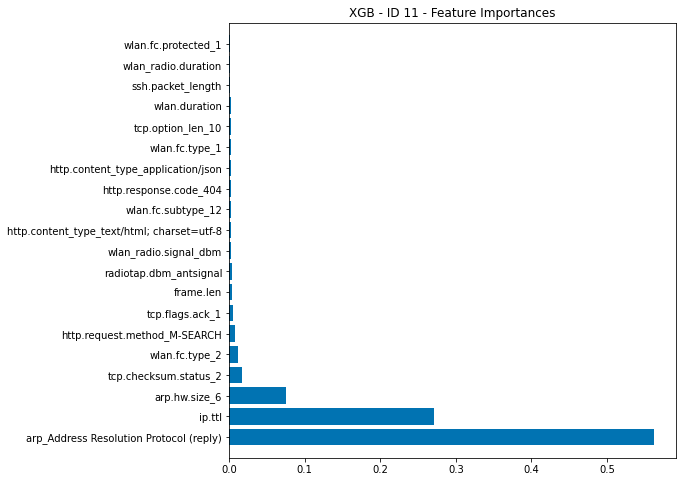 XGB - ID 11 - Feature Importances
wlan.fc.protected_1
wlan_radio.duration
ssh.packet_length
wlan.duration
tcp.option_len_10
wlan.fc.type_1
http.content_type_application/json
http.response.code_404
wlan.fc.subtype_12
http.content_type_text/html; charset=utf-8
wlan_radio.signal_dbm
radiotap.dbm_antsignal
frame.len
tcp.flags.ack_1
http.request.method_M-SEARCH
wlan.fc.type_2
tcp.checksum.status_2
arp.hw.size_6
ip.ttl
arp_Address Resolution Protocol (reply)
0.0 0.1 0.2 0.3 0.4 0.5